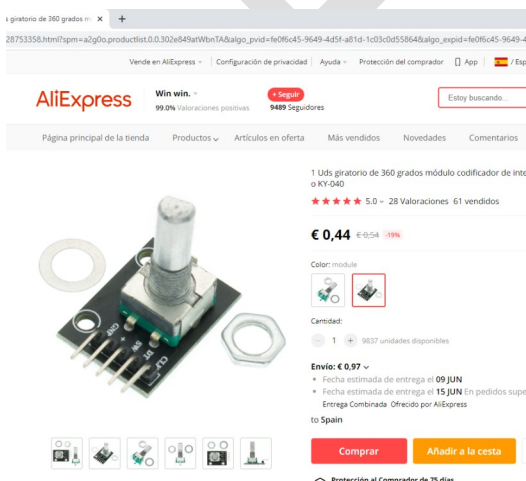 s giratorio de 360 grados m
28753358.html?spm=a2g0o.productlist.0.0.302e849atWbnTA&algo_pvid=fe0f6c45-9649-4d5f-a81d-1c03c0d55864&algo_expid=fe0f6c45-9649-4
Vende en AliExpress
Configuración de privacidad
Ayuda
Protección del comprador
App
/ Esp
AliExpress
Win win.
99.0% Valoraciones positivas
+ Seguir
9489 Seguidores
Estoy buscando...
Página principal de la tienda
Productos
Artículos en oferta
Más vendidos
Novedades
Comentarios
1 Uds giratorio de 360 grados módulo codificador de inte
o KY-040
5.0
28 Valoraciones
61 vendidos
€ 0,44 € 0,54 -19%
Color: module
Cantidad:
1
9837 unidades disponibles
Envío: € 0,97
Fecha estimada de entrega el 09 JUN
Fecha estimada de entrega el 15 JUN En pedidos supe
Entrega Combinada Ofrecido por AliExpress
to Spain
Comprar
Añadir a la cesta
Protección al Comprador de 75 días
GND
+
SW
DT
CLK